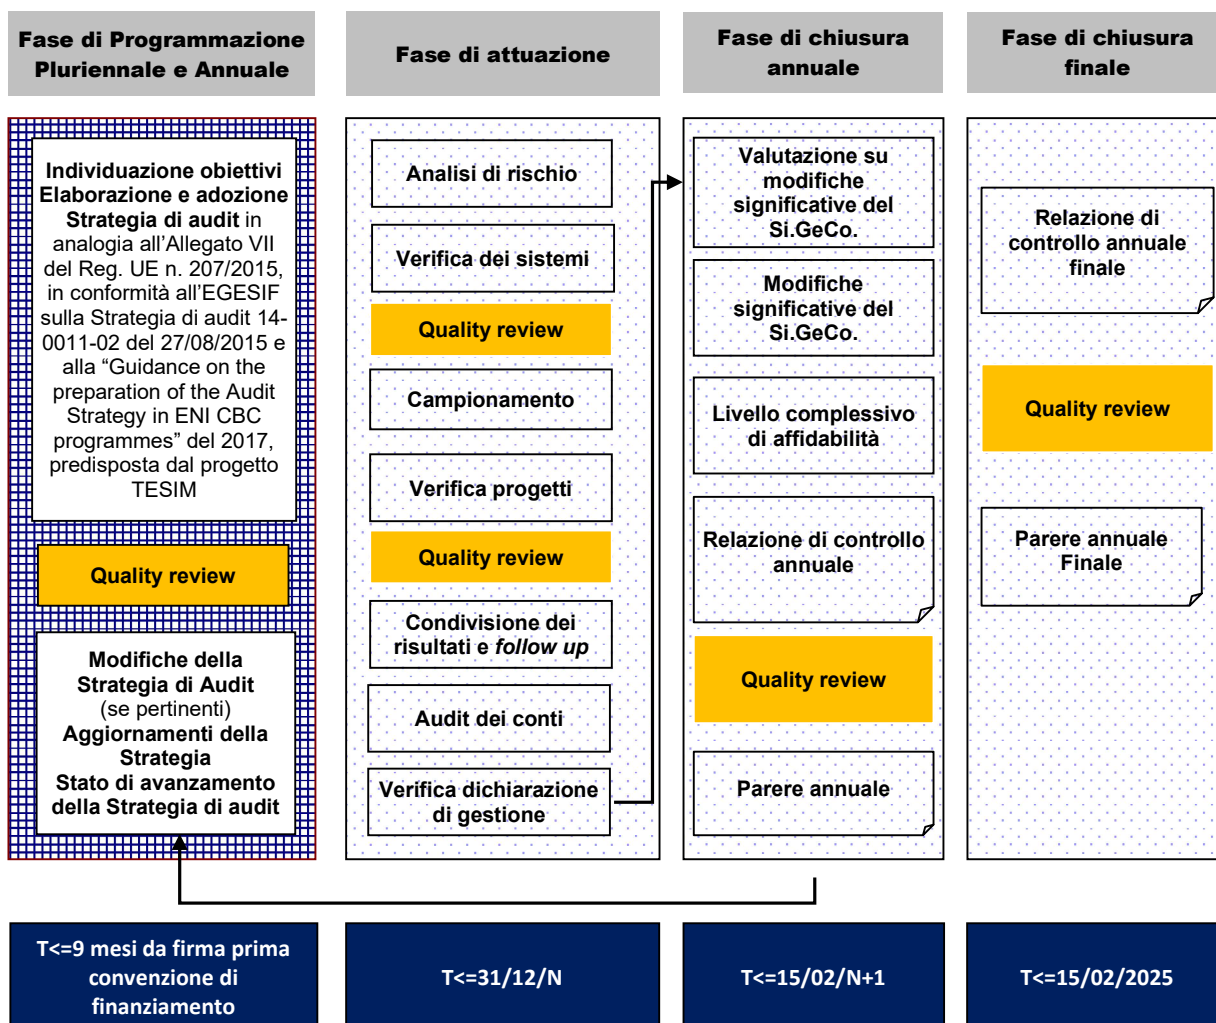 Fase di Programmazione
Pluriennale e Annuale
Fase di attuazione
Fase di chiusura
annuale
Fase di chiusura
finale
Individuazione obiettivi
Elaborazione e adozione
Strategia di audit in
analogia all'Allegato VII
del Reg. UE n. 207/2015,
in conformità all'EGESIF
sulla Strategia di audit 14-
0011-02 del 27/08/2015 e
alla “Guidance on the
preparation of the Audit
Strategy in ENI CBC
programmes” del 2017,
predisposta dal progetto
TESIM
Quality review
Modifiche della
Strategia di Audit
(se pertinenti)
Aggiornamenti della
Strategia
Stato di avanzamento
della Strategia di audit
Analisi di rischio
Verifica dei sistemi
Quality review
Campionamento
Verifica progetti
Quality review
Condivisione dei
risultati e follow up
Audit dei conti
Verifica dichiarazione
di gestione
Valutazione su
modifiche
significative del
Si.GeCo.
Modifiche
significative del
Si.GeCo.
Livello complessivo
di affidabilità
Relazione di controllo
annuale
Quality review
Parere annuale
Relazione di
controllo annuale
finale
Quality review
Parere annuale
Finale
T<=9 mesi da firma prima
convenzione di
finanziamento
T<=31/12/N
T<=15/02/N+1
T<=15/02/2025